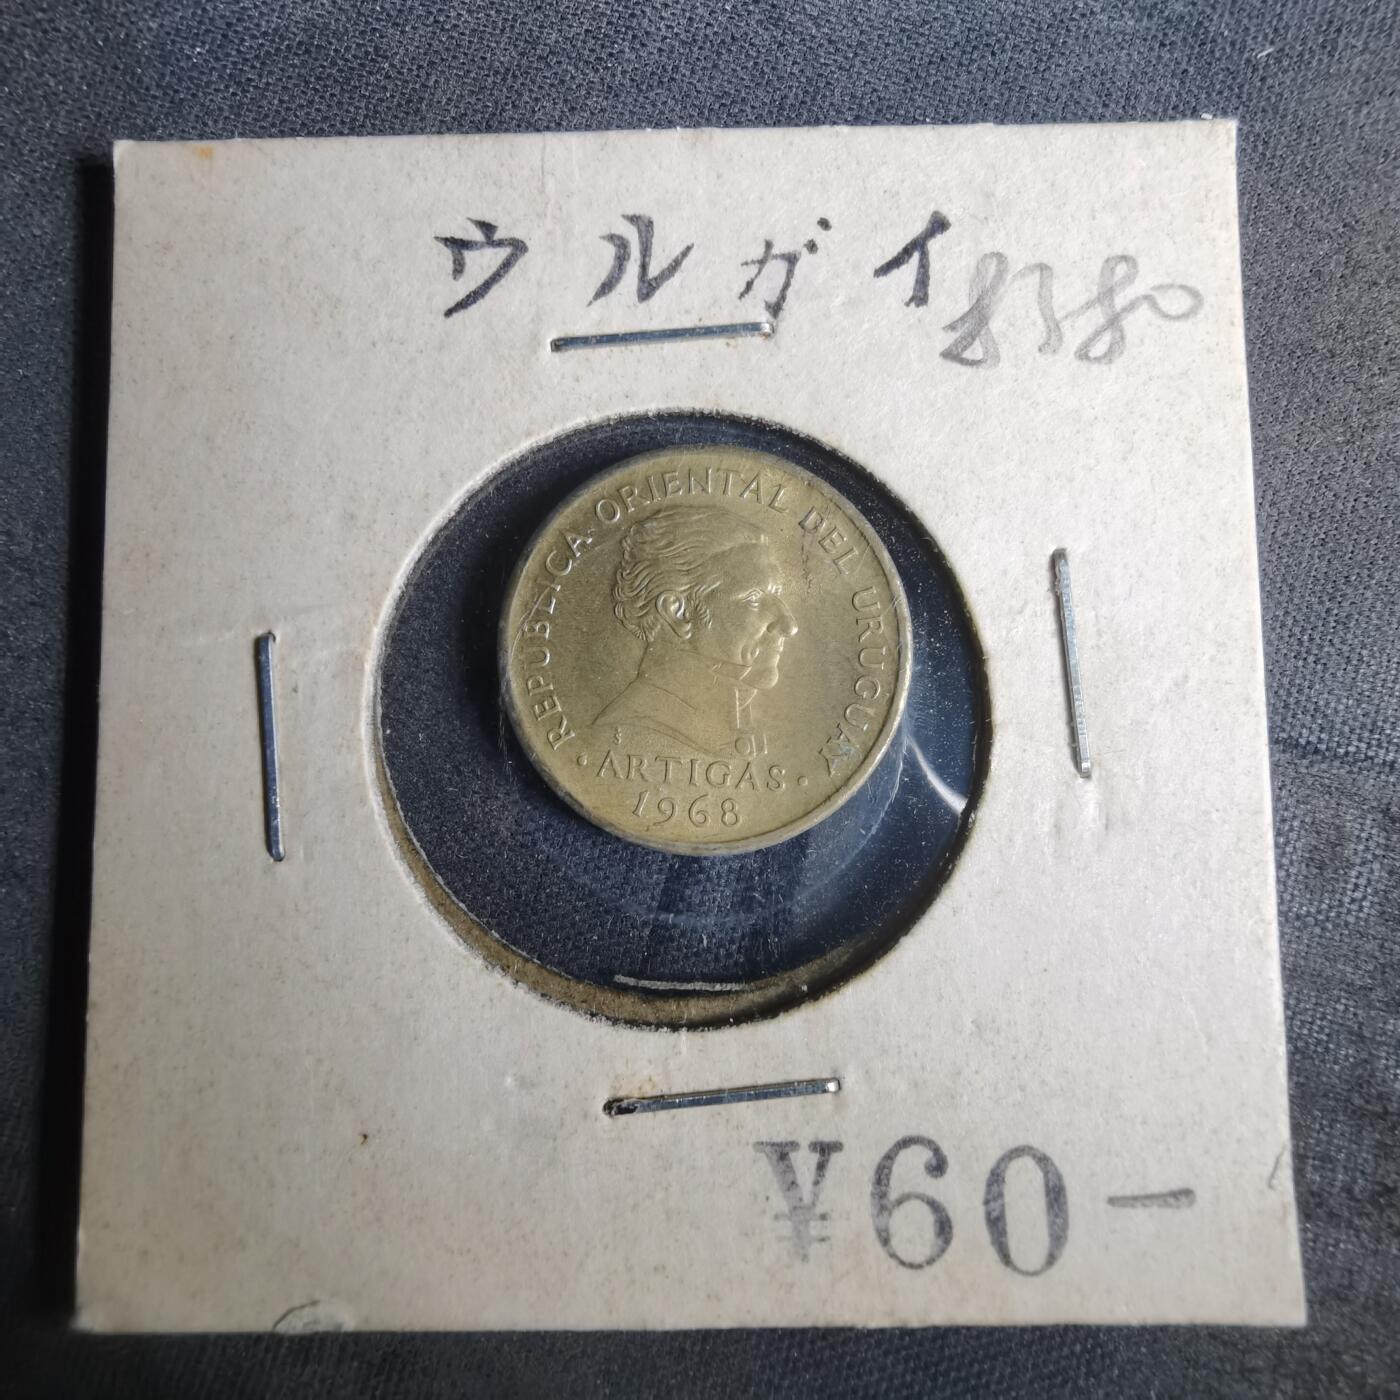 ウルガイ
REPUBLICA ORIENTAL DEL URUGUAY
• ARTIGAS •
1968
¥60-